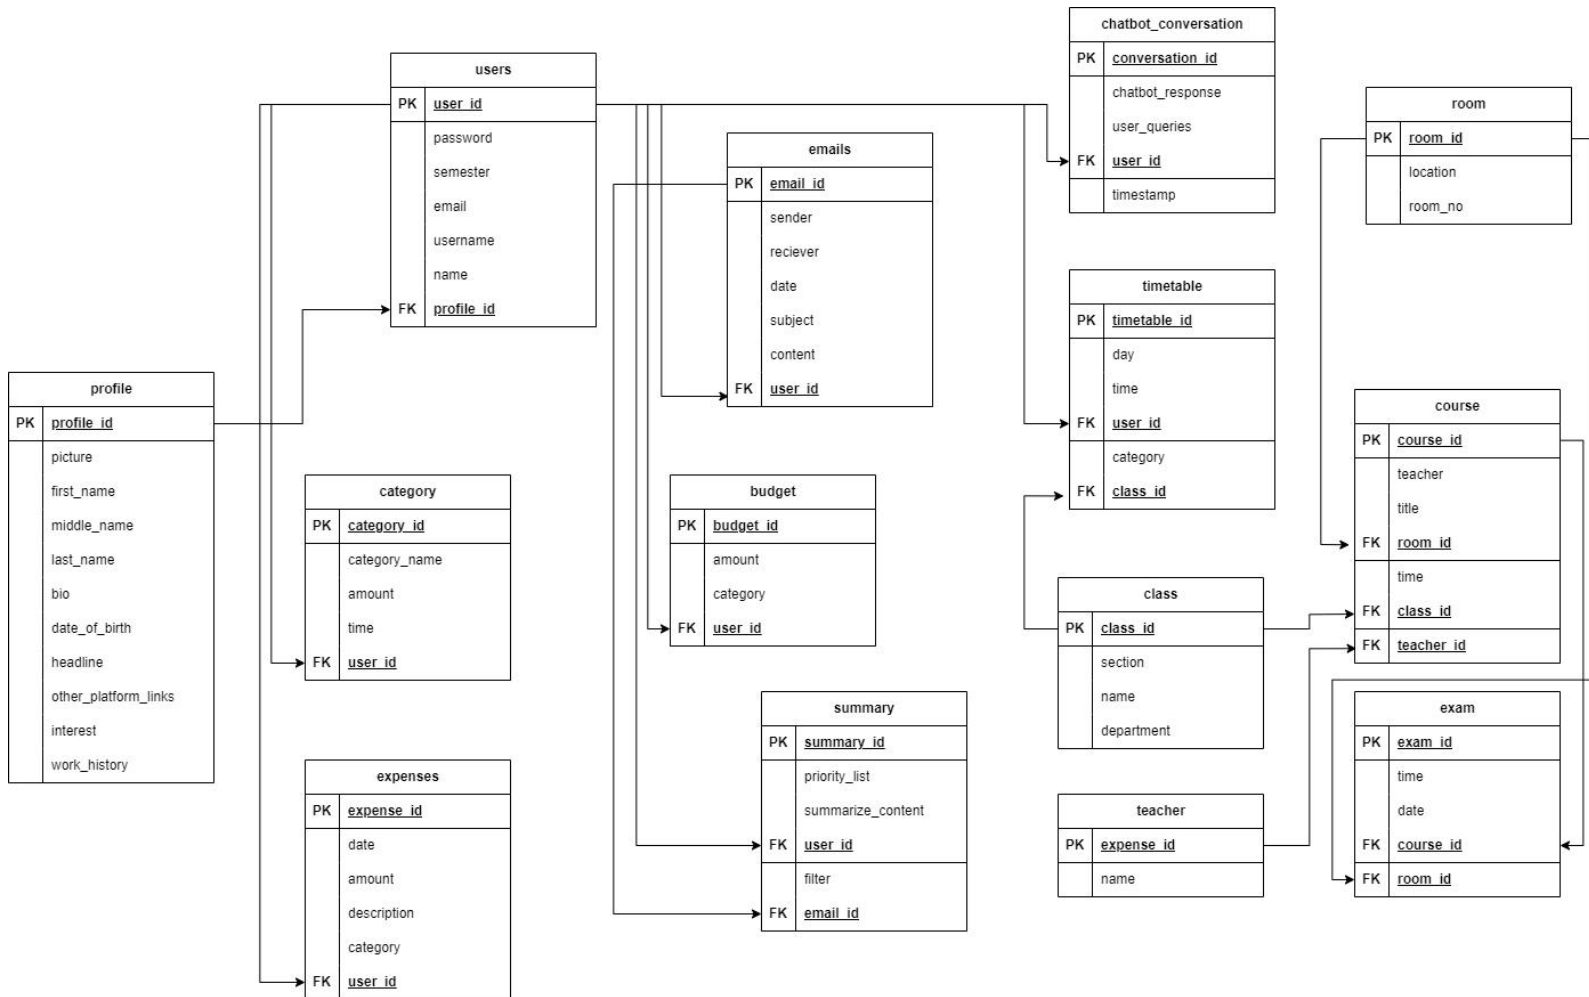 users
PK user_id
password
semester
email
username
name
FK profile_id
profile
PK profile_id
picture
first_name
middle_name
last_name
bio
date_of_birth
headline
other_platform_links
interest
work_history
category
PK category_id
category_name
amount
time
FK user_id
expenses
PK expense_id
date
amount
description
category
FK user_id
emails
PK email_id
sender
reciever
date
subject
content
FK user_id
budget
PK budget_id
amount
category
FK user_id
summary
PK summary_id
priority_list
summarize_content
FK user_id
filter
FK email_id
chatbot_conversation
PK conversation_id
chatbot_response
user_queries
FK user_id
timestamp
timetable
PK timetable_id
day
time
FK user_id
category
FK class_id
class
PK class_id
section
name
department
teacher
PK expense_id
name
room
PK room_id
location
room_no
course
PK course_id
teacher
title
FK room_id
time
FK class_id
FK teacher_id
exam
PK exam_id
time
date
FK course_id
FK room_id